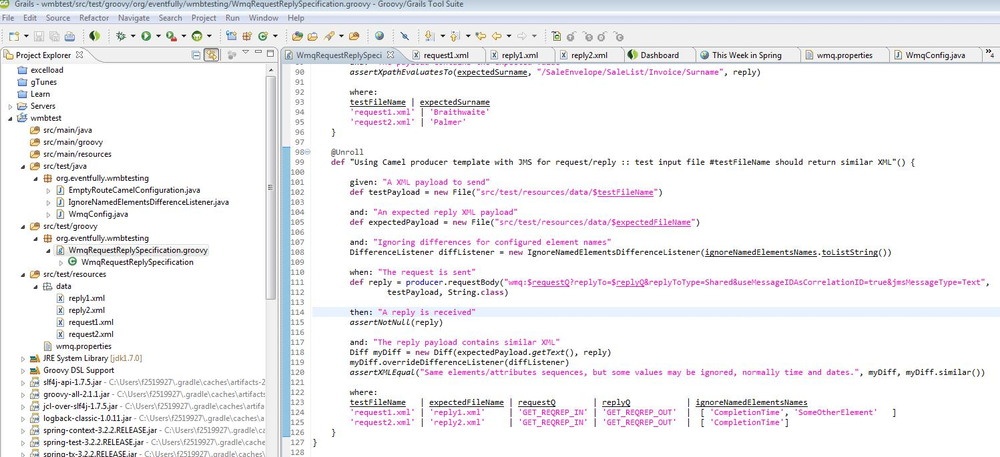 Grails - wmbtest/src/test/groovy/org/eventfully/wmbtesting/WmqRequestReplySpecification.groovy - Groovy/Grails Tool Suite
File Edit Source Refactor Navigate Search Project Run Window Help
Project Explorer
excelload
gTunes
Learn
Servers
wmbtest
src/main/java
src/main/groovy
src/main/resources
src/test/java
org.eventfully.wmbtesting
EmptyRouteCamelConfiguration.java
IgnoreNamedElementsDifferenceListener.java
WmqConfig.java
src/test/groovy
org.eventfully.wmbtesting
WmqRequestReplySpecification.groovy
WmqRequestReplySpecification
src/test/resources
data
reply1.xml
reply2.xml
request1.xml
request2.xml
wmq.properties
JRE System Library [jdk1.7.0]
Groovy DSL Support
slf4j-api-1.7.5.jar - C:\Users\f2519927\.gradle\caches\artifacts-2
groovy-all-2.1.1.jar - C:\Users\f2519927\.gradle\caches\artifacts
jcl-over-slf4j-1.7.5.jar - C:\Users\f2519927\.gradle\caches\artifa
logback-classic-1.0.11.jar - C:\Users\f2519927\.gradle\caches\a
spring-context-3.2.2.RELEASE.jar - C:\Users\f2519927\.gradle\c
spring-test-3.2.2.RELEASE.jar - C:\Users\f2519927\.gradle\cache
spring-tx-3.2.2.RELEASE.jar - C:\Users\f2519927\.gradle\caches\
WmqRequestReplySpeci request1.xml reply1.xml reply2.xml Dashboard This Week in Spring wmq.properties WmqConfig.java 4
90 assertXpathEvaluatesTo(expectedSurname, "/SaleEnvelope/SaleList/Invoice/Surname", reply)
91
92 where:
93 testFileName | expectedSurname
94 'request1.xml' | 'Braithwaite'
95 'request2.xml' | 'Palmer'
96 }
97
98 @Unroll
99 def "Using Camel producer template with JMS for request/reply :: test input file #testFileName should return similar XML"() {
100
101 given: "A XML payload to send"
102 def testPayload = new File("src/test/resources/data/$testFileName")
103
104 and: "An expected reply XML payload"
105 def expectedPayload = new File("src/test/resources/data/$expectedFileName")
106
107 and: "Ignoring differences for configured element names"
108 DifferenceListener diffListener = new IgnoreNamedElementsDifferenceListener(ignoreNamedElementsNames.toListString())
109
110 when: "The request is sent"
111 def reply = producer.requestBody("wmq:$requestQ?replyTo=$replyQ&replyToType=Shared&useMessageIDAsCorrelationID=true&jmsMessageType=Text",
112 testPayload, String.class)
113
114 then: "A reply is received"
115 assertNotNull(reply)
116
117 and: "The reply payload contains similar XML"
118 Diff myDiff = new Diff(expectedPayload.getText(), reply)
119 myDiff.overrideDifferenceListener(diffListener)
120 assertXMLEqual("Same elements/attributes sequences, but some values may be ignored, normally time and dates.", myDiff, myDiff.similar())
121
122 where:
123 testFileName | expectedFileName | requestQ | replyQ | ignoreNamedElementsNames
124 'request1.xml' | 'reply1.xml' | 'GET_REQREP_IN' | 'GET_REQREP_OUT' | [ 'CompletionTime', 'SomeOtherElement' ]
125 'request2.xml' | 'reply2.xml' | 'GET_REQREP_IN' | 'GET_REQREP_OUT' | [ 'CompletionTime']
126 }
127 }
128